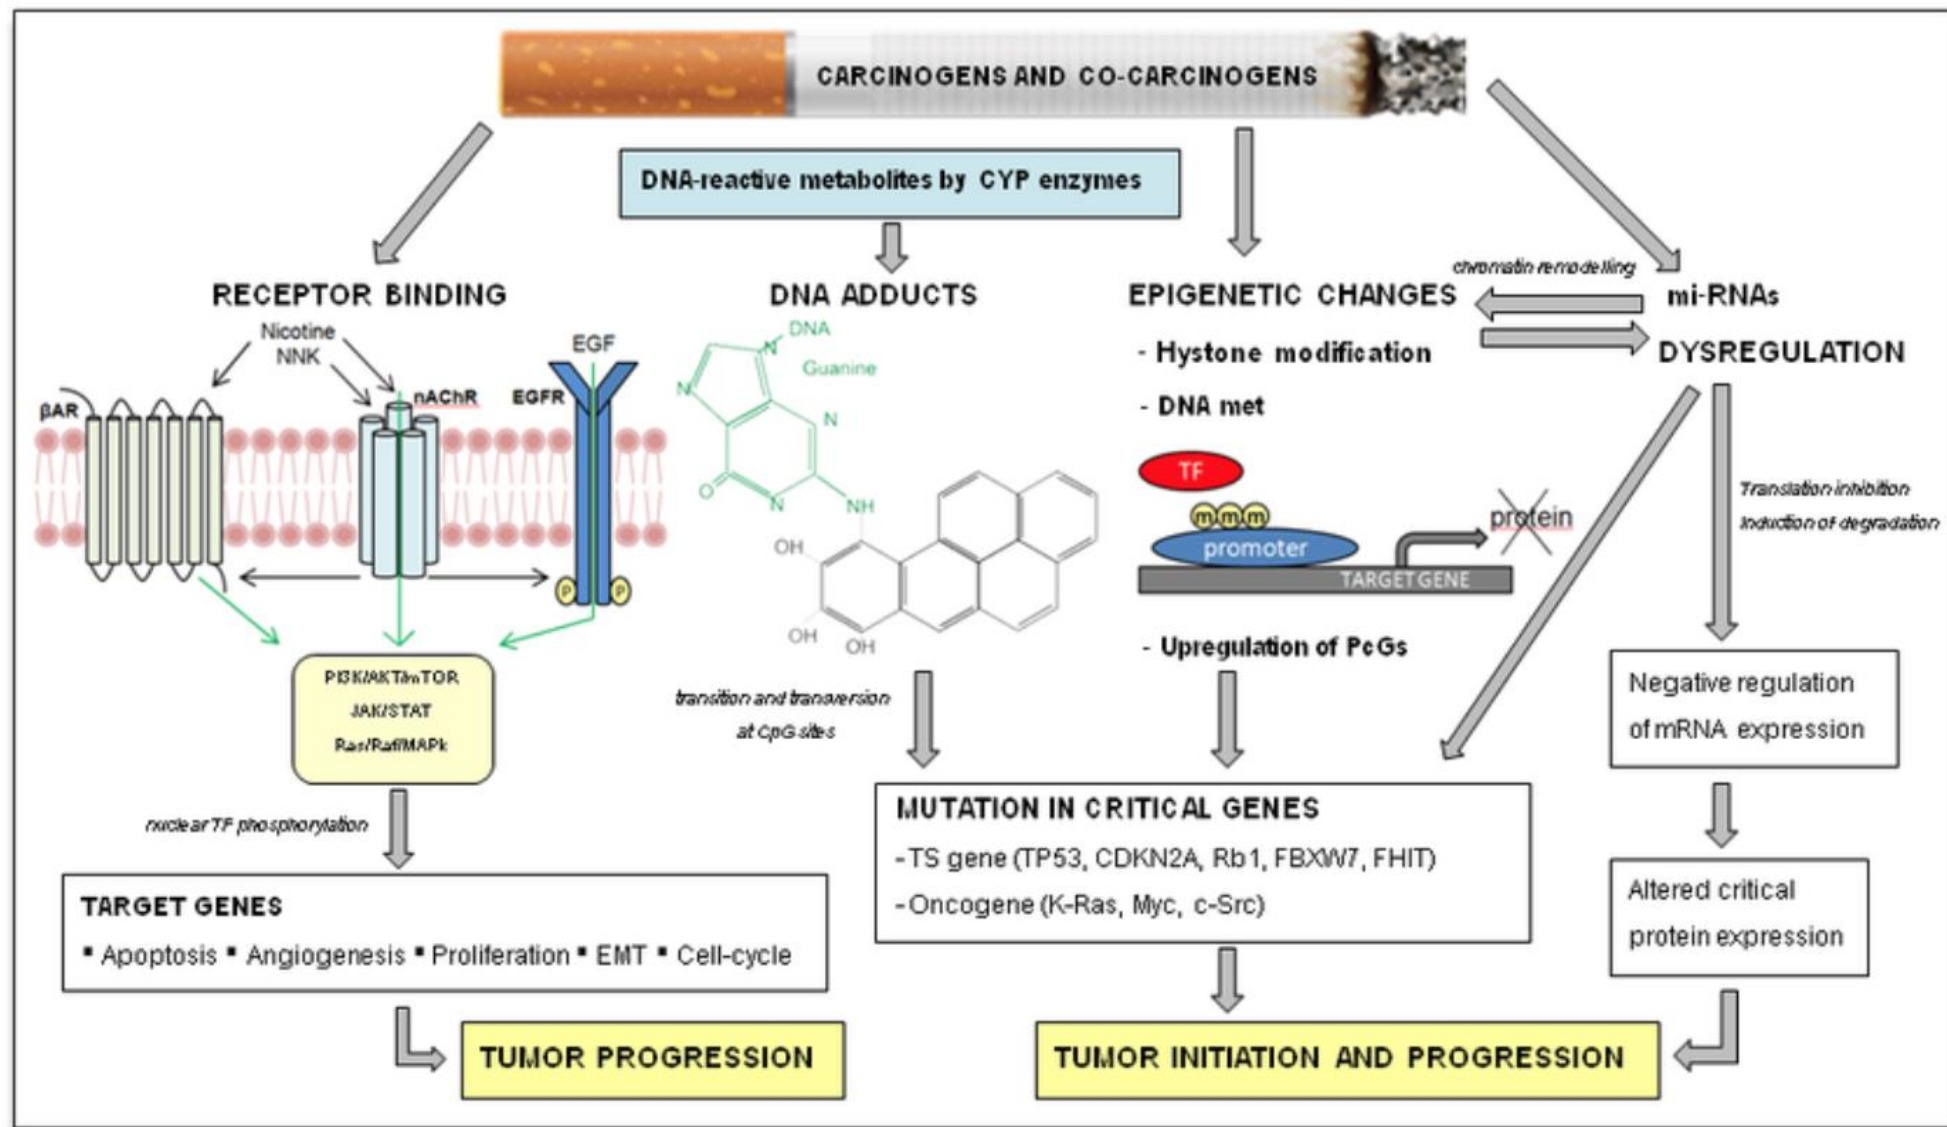 CARCINOGENS AND CO-CARCINOGENS
DNA-reactive metabolites by CYP enzymes
RECEPTOR BINDING
Nicotine
NNK
βAR
nAChR
EGFR
EGF
P
P
PI3K/AKT/mTOR
JAK/STAT
Ras/Raf/MAPk
nuclear TF phosphorylation
TARGET GENES
▪ Apoptosis ▪ Angiogenesis ▪ Proliferation ▪ EMT ▪ Cell-cycle
TUMOR PROGRESSION
DNA ADDUCTS
DNA
Guanine
N
N
N
N
O
NH
OH
OH
OH
transition and transversion
at CpG sites
EPIGENETIC CHANGES
- Hystone modification
- DNA met
TF
m m m
promoter
protein
TARGET GENE
- Upregulation of PcGs
chromatin remodelling
mi-RNAs
DYSREGULATION
Translation inhibition
Induction of degradation
Negative regulation
of mRNA expression
Altered critical
protein expression
MUTATION IN CRITICAL GENES
-TS gene (TP53, CDKN2A, Rb1, FBXW7, FHIT)
-Oncogene (K-Ras, Myc, c-Src)
TUMOR INITIATION AND PROGRESSION